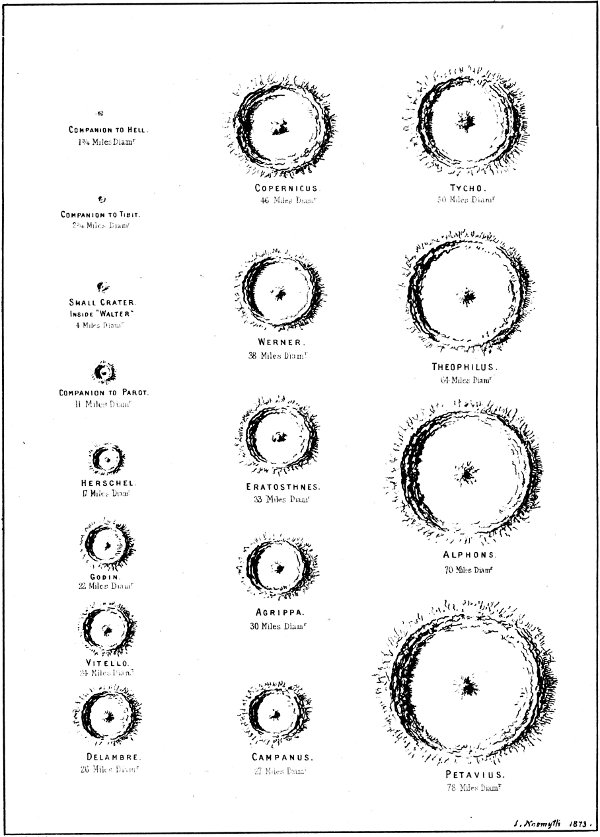 COMPANION TO HELL.
1¾ Miles Diamʳ
COMPANION TO TIBIT.
2¾ Miles Diamʳ
SMALL CRATER.
INSIDE "WALTER"
4 Miles Diamʳ
COMPANION TO PAROT.
11 Miles Diamʳ
HERSCHEL.
17 Miles Diamʳ
GODIN.
22 Miles Diamʳ
VITELLO.
24 Miles Diamʳ
DELAMBRE.
26 Miles Diamʳ
COPERNICUS.
46 Miles Diamʳ
WERNER.
38 Miles Diamʳ
ERATOSTHNES.
33 Miles Diamʳ
AGRIPPA.
30 Miles Diamʳ
CAMPANUS.
27 Miles Diamʳ
TYCHO.
50 Miles Diamʳ
THEOPHILUS.
64 Miles Diamʳ
ALPHONS.
70 Miles Diamʳ
PETAVIUS.
78 Miles Diamʳ
J. Nasmyth 1873.